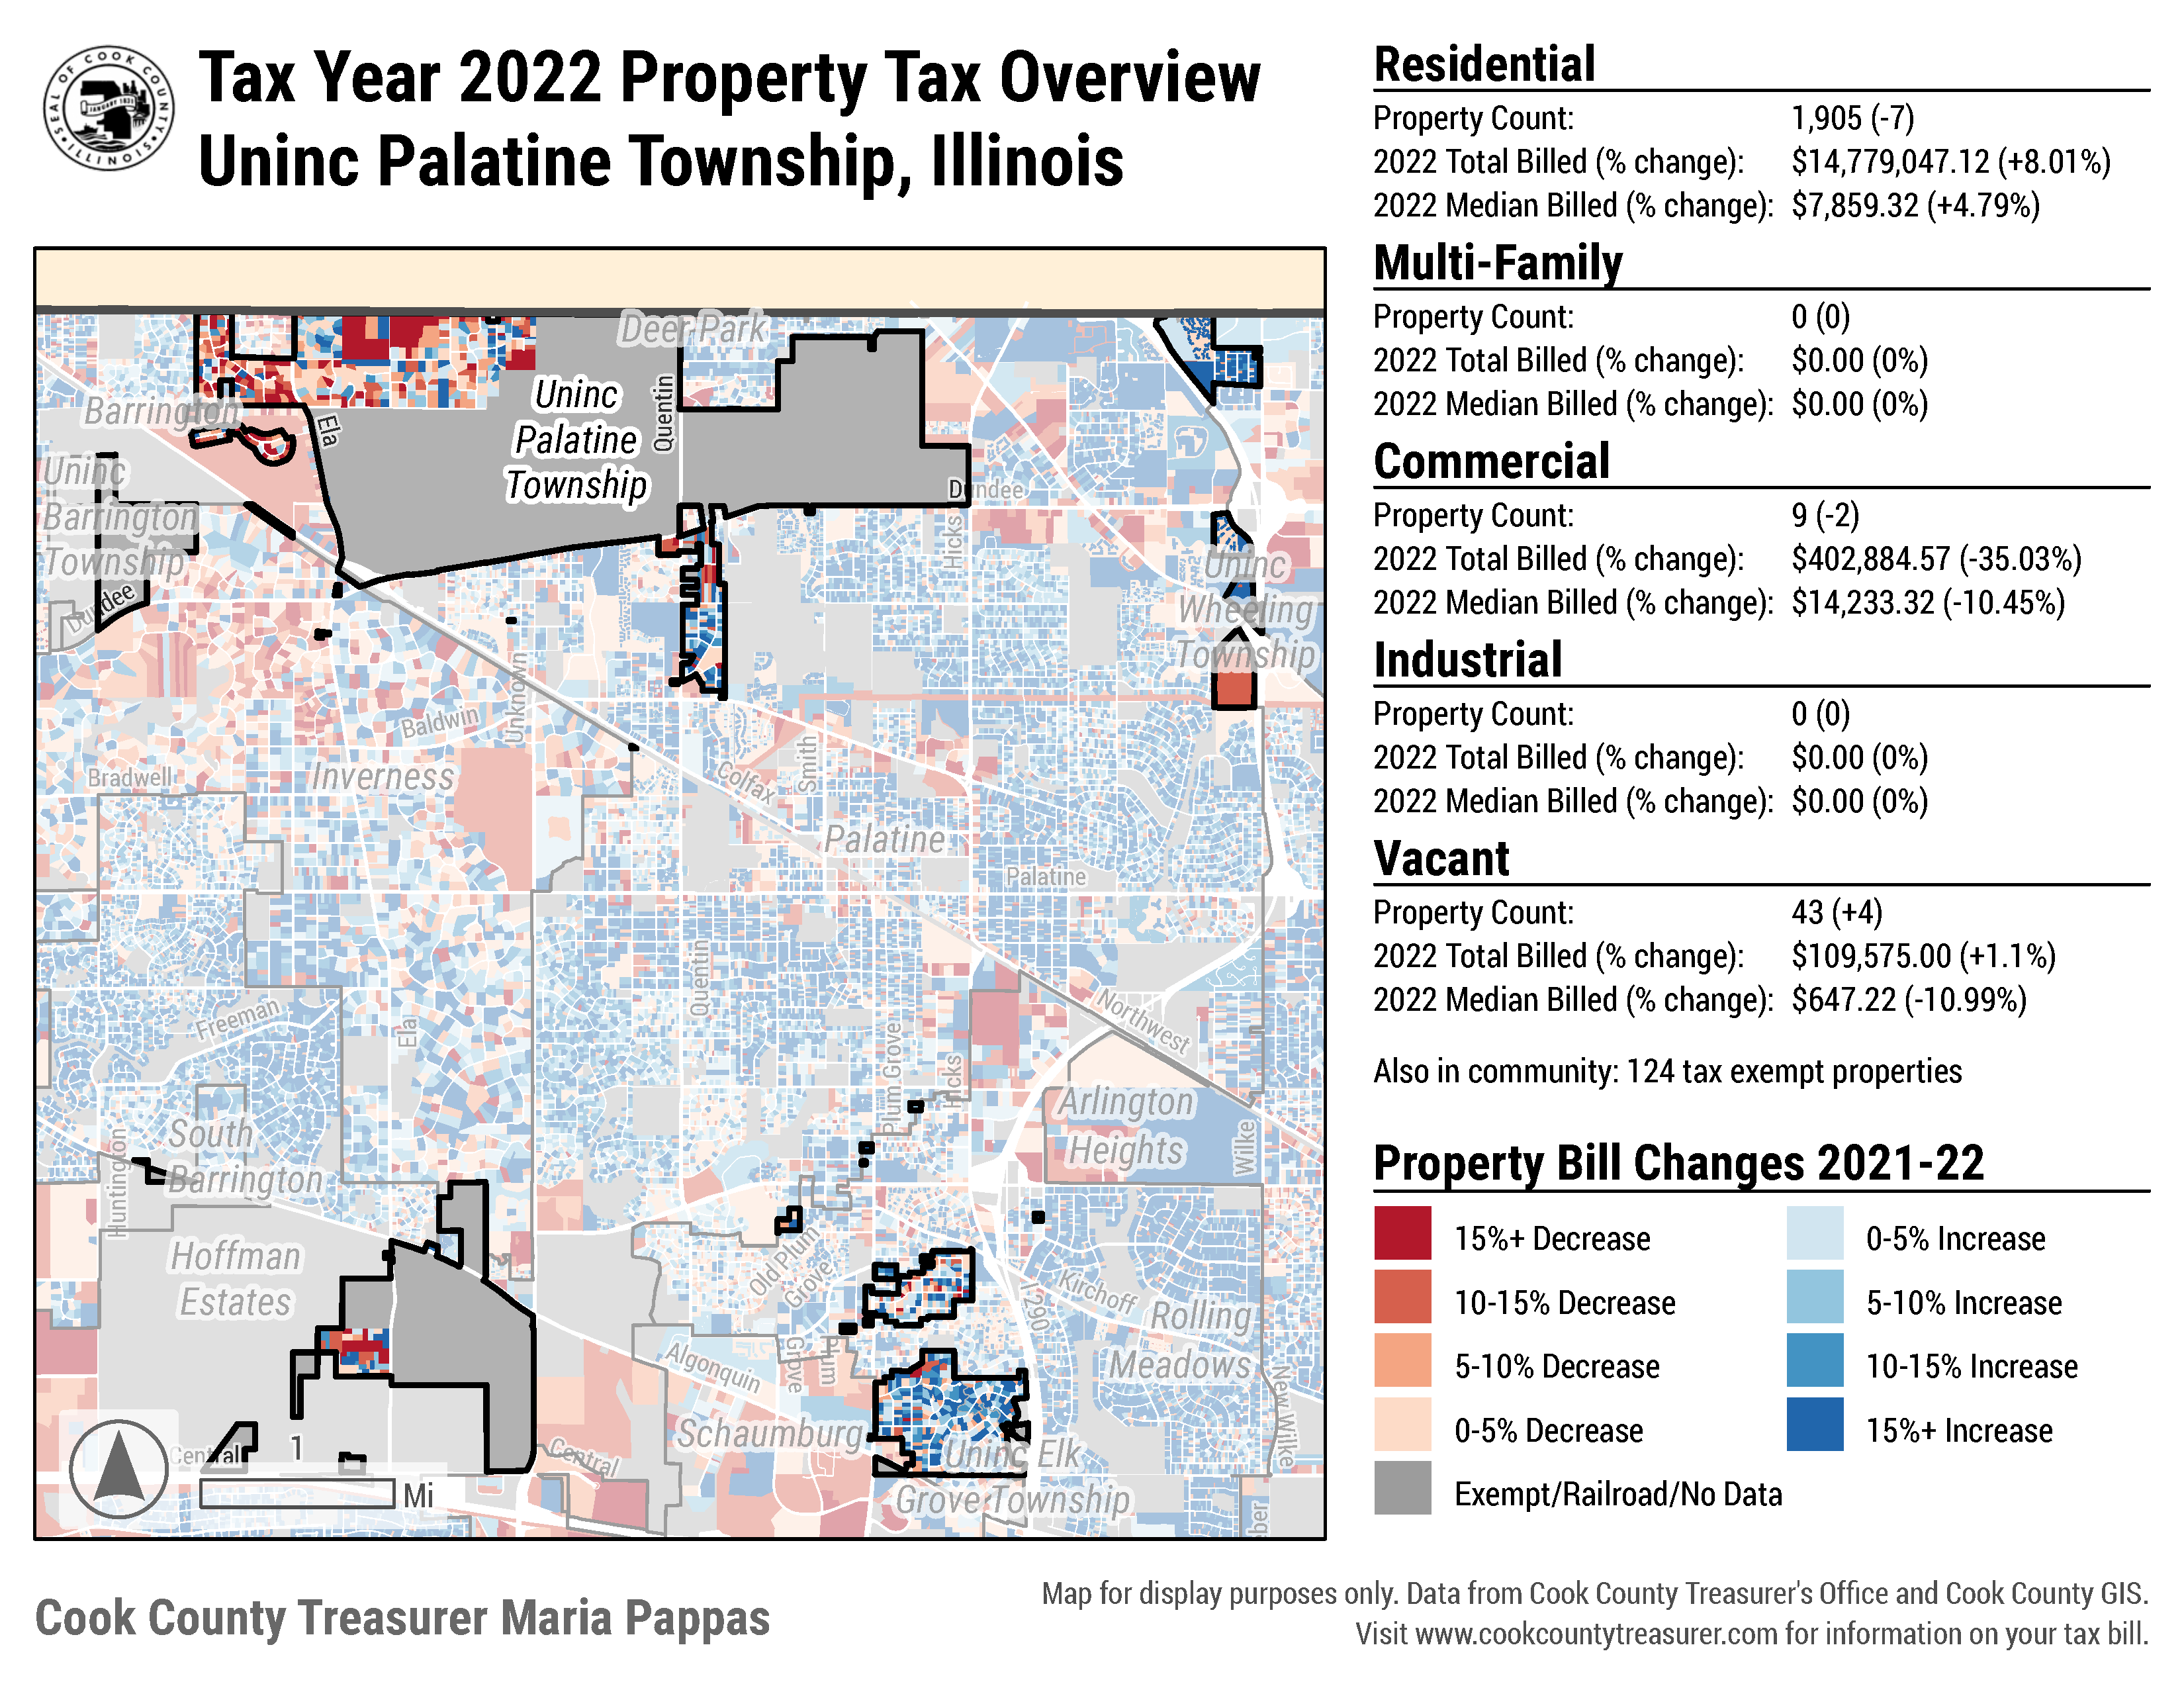 SEAL OF COOK COUNTY
ILLINOIS
JANUARY 1831
Tax Year 2022 Property Tax Overview
Uninc Palatine Township, Illinois
Residential
Property Count: 1,905 (-7)
2022 Total Billed (% change): $14,779,047.12 (+8.01%)
2022 Median Billed (% change): $7,859.32 (+4.79%)
Multi-Family
Property Count: 0 (0)
2022 Total Billed (% change): $0.00 (0%)
2022 Median Billed (% change): $0.00 (0%)
Commercial
Property Count: 9 (-2)
2022 Total Billed (% change): $402,884.57 (-35.03%)
2022 Median Billed (% change): $14,233.32 (-10.45%)
Industrial
Property Count: 0 (0)
2022 Total Billed (% change): $0.00 (0%)
2022 Median Billed (% change): $0.00 (0%)
Vacant
Property Count: 43 (+4)
2022 Total Billed (% change): $109,575.00 (+1.1%)
2022 Median Billed (% change): $647.22 (-10.99%)
Also in community: 124 tax exempt properties
Property Bill Changes 2021-22
15%+ Decrease
10-15% Decrease
5-10% Decrease
0-5% Decrease
Exempt/Railroad/No Data
0-5% Increase
5-10% Increase
10-15% Increase
15%+ Increase
Deer Park
Uninc
Palatine
Township
Quentin
Barrington
Ela
Uninc
Barrington
Township
Dundee
Dundee
Hicks
Uninc
Wheeling
Township
Baldwin
Unknown
Bradwell
Inverness
Colfax
Smith
Palatine
Palatine
Quentin
Freeman
Ela
Northwest
Plum Grove
Hicks
Arlington
Heights
Wilke
South
Barrington
Huntington
Hoffman
Estates
Old Plum
Grove
Kirchoff
I 290
Rolling
Meadows
Algonquin
Plum
Grove
New Wilke
Schaumburg
Uninc Elk
Grove Township
Central
Central
ber
1
Mi
Cook County Treasurer Maria Pappas
Map for display purposes only. Data from Cook County Treasurer's Office and Cook County GIS.
Visit www.cookcountytreasurer.com for information on your tax bill.